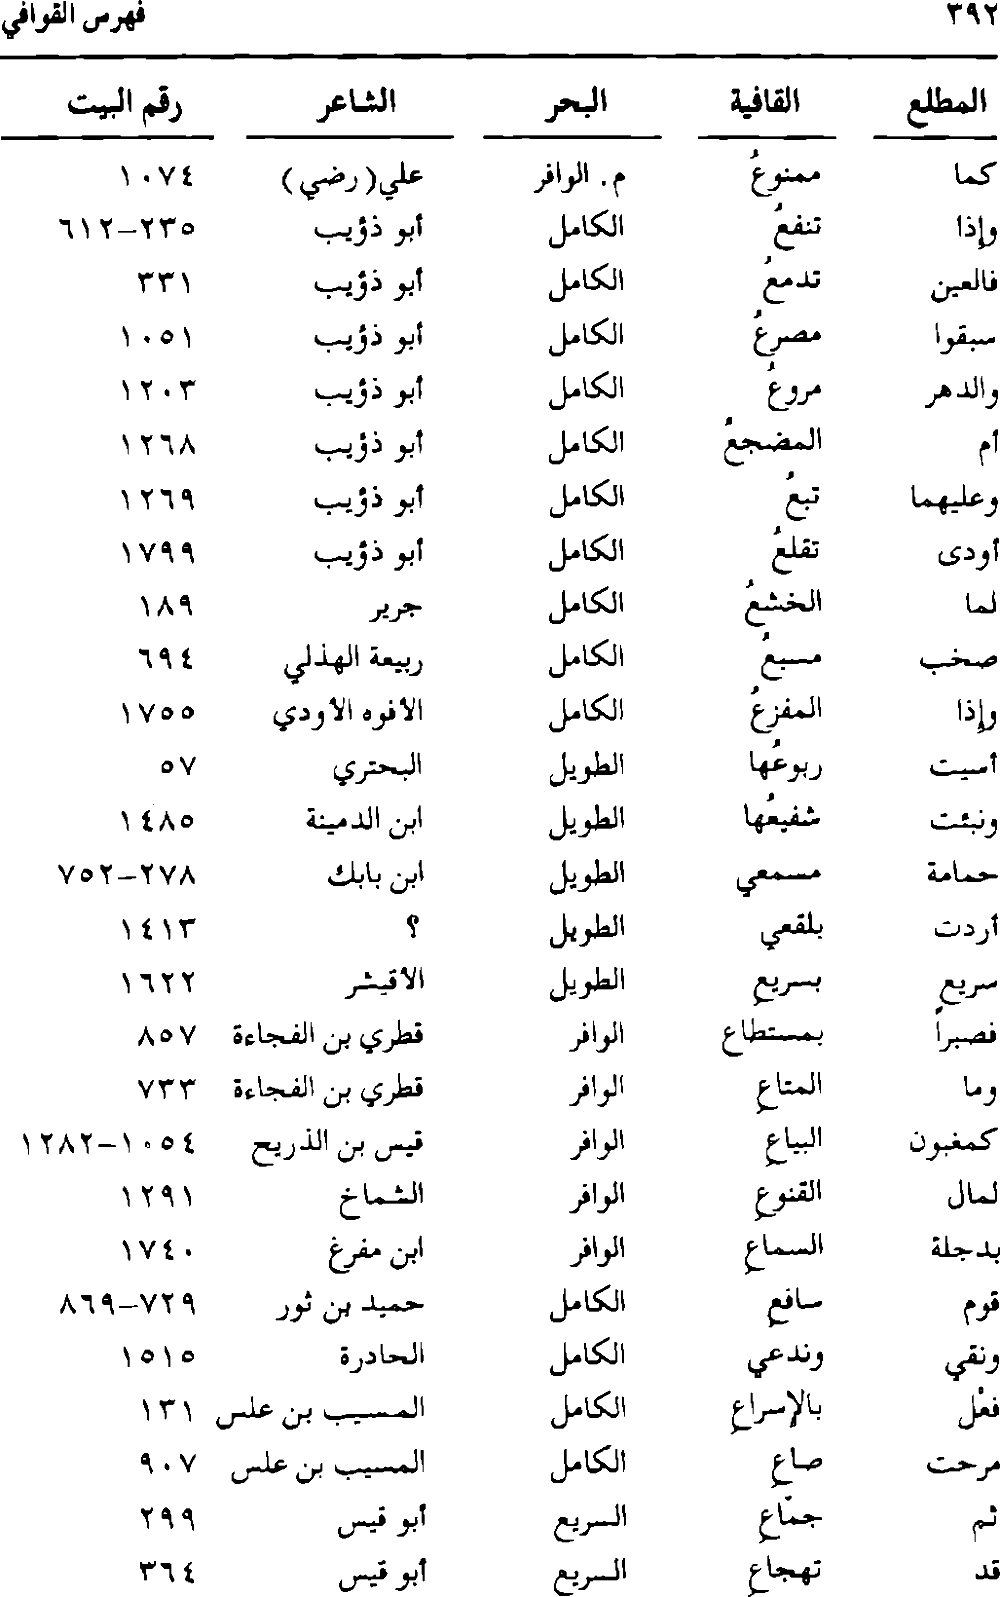 ٣٩٢ فهرس القوافي
المطلع القافية البحر الشاعر رقم البيت
كما ممنوعُ م. الوافر علي(رضي) ١٠٧٤
وإذا تنفعُ الكامل أبو ذؤيب ٢٣٥–٦١٢
فالعين تدمعُ الكامل أبو ذؤيب ٣٣١
سبقوا مصرعُ الكامل أبو ذؤيب ١٠٥١
والدهر مروعُ الكامل أبو ذؤيب ١٢٠٣
أم المضجعُ الكامل أبو ذؤيب ١٢٦٨
وعليهما تبعُ الكامل أبو ذؤيب ١٢٦٩
أودى تقلعُ الكامل أبو ذؤيب ١٧٩٩
لما الخشعُ الكامل جرير ١٨٩
صخب مسبعُ الكامل ربيعة الهذلي ٦٩٤
وإذا المفزعُ الكامل الأفوه الأودي ١٧٥٥
أسيت ربوعُها الطويل البحتري ٥٧
ونبئت شفيعُها الطويل ابن الدمينة ١٤٨٥
حمامة مسمعي الطويل ابن بابك ٢٧٨–٧٥٢
أردت بلقعي الطويل ؟ ١٤١٣
سريع بسريعِ الطويل الأقيشر ١٦٢٢
فصبراً بمستطاعِ الوافر قطري بن الفجاءة ٨٥٧
وما المتاعِ الوافر قطري بن الفجاءة ٧٣٣
كمغبون البياعِ الوافر قيس بن الذريح ١٠٥٤–١٢٨٢
لمال القنوعِ الوافر الشماخ ١٢٩١
بدجلة السماعِ الوافر ابن مفرغ ١٧٤٠
قوم سافعِ الكامل حميد بن ثور ٧٢٩–٨٦٩
ونقي وندعي الكامل الحادرة ١٥١٥
فعْل بالإسراعِ الكامل المسيب بن علس ١٣١
مرحت صاعِ الكامل المسيب بن علس ٩٠٧
ثم جمّاعِ السريع أبو قيس ٢٩٩
قد تهجاعِ السريع أبو قيس ٣٦٤